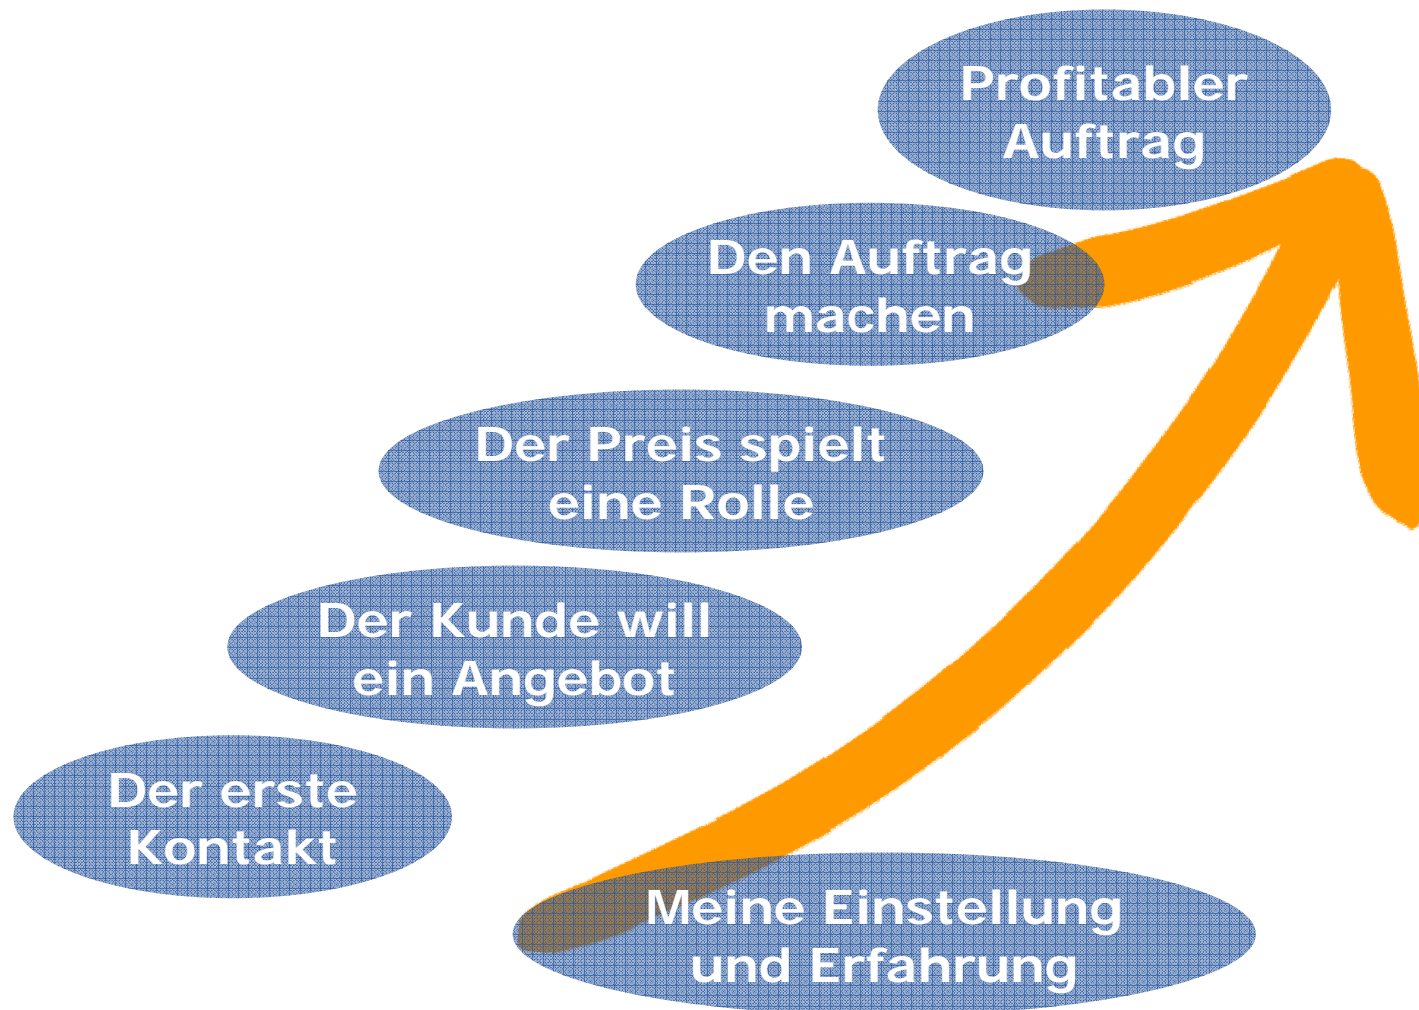 Profitabler
Auftrag
Den Auftrag
machen
Der Preis spielt
eine Rolle
Der Kunde will
ein Angebot
Der erste
Kontakt
Meine Einstellung
und Erfahrung